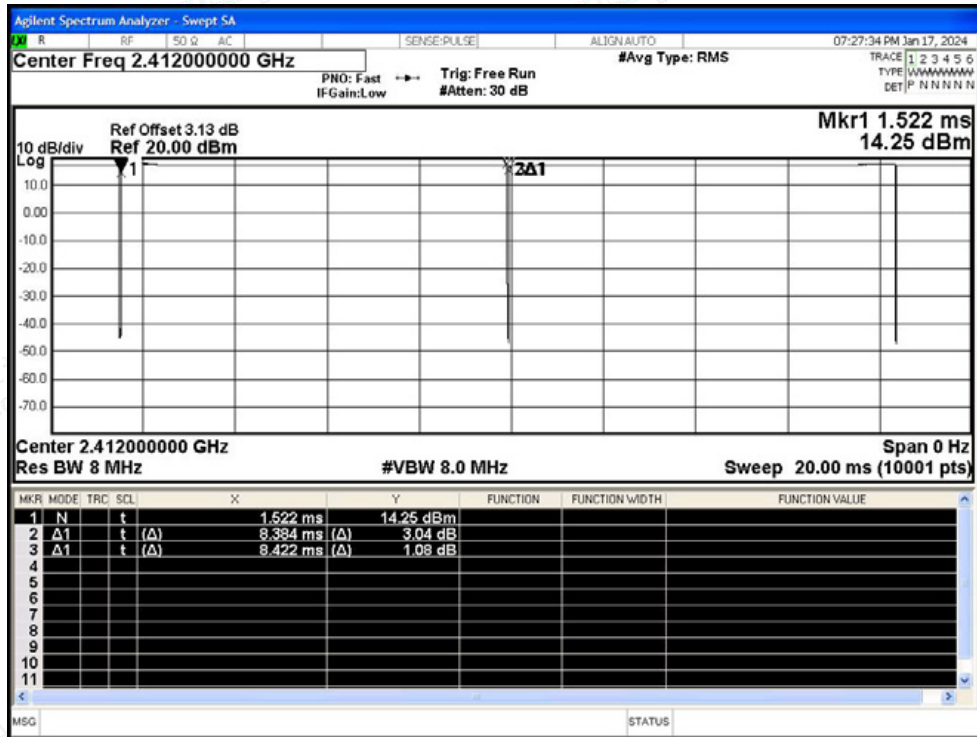 Agilent Spectrum Analyzer - Swept SA
R RF 50 Ω AC SENSE:PULSE ALIGN AUTO 07:27:34 PM Jan 17, 2024
Center Freq 2.412000000 GHz #Avg Type: RMS TRACE 1 2 3 4 5 6
PNO: Fast Trig: Free Run TYPE WWWWWW
IFGain:Low #Atten: 30 dB DET P N N N N N
Mkr1 1.522 ms
Ref Offset 3.13 dB
10 dB/div Ref 20.00 dBm 14.25 dBm
Log
1 3Δ1
10.0
0.00
-10.0
-20.0
-30.0
-40.0
-50.0
-60.0
-70.0
Center 2.412000000 GHz Span 0 Hz
Res BW 8 MHz #VBW 8.0 MHz Sweep 20.00 ms (10001 pts)
MKR MODE TRC SCL X Y FUNCTION FUNCTION WIDTH FUNCTION VALUE
1 N t 1.522 ms 14.25 dBm
2 Δ1 t (Δ) 8.384 ms (Δ) 3.04 dB
3 Δ1 t (Δ) 8.422 ms (Δ) 1.08 dB
4
5
6
7
8
9
10
11
MSG STATUS